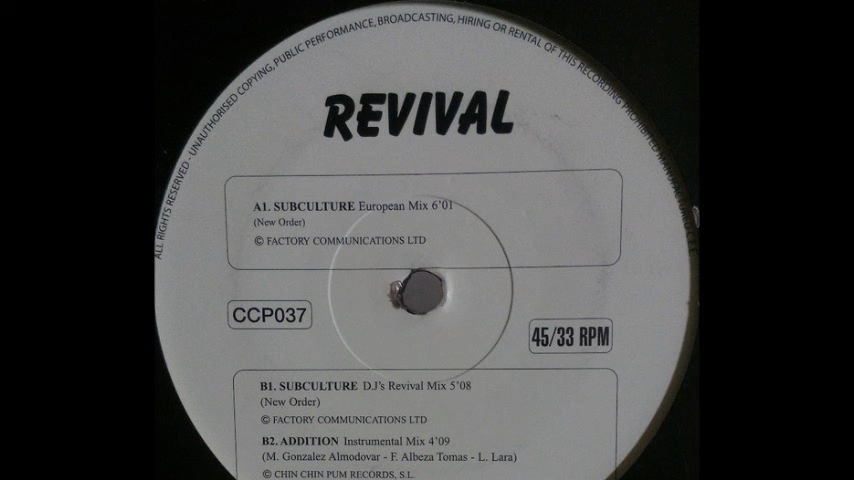 ALL RIGHTS RESERVED - UNAUTHORISED COPYING, PUBLIC PERFORMANCE, BROADCASTING, HIRING OR RENTAL OF THIS RECORDING PROHIBITED
REVIVAL
A1. SUBCULTURE European Mix 6'01
(New Order)
© FACTORY COMMUNICATIONS LTD
CCP037
45/33 RPM
B1. SUBCULTURE DJ's Revival Mix 5'08
(New Order)
© FACTORY COMMUNICATIONS LTD
B2. ADDITION Instrumental Mix 4'09
(M. Gonzalez Almodovar - F. Albeza Tomas - L. Lara)
© CHIN CHIN PUM RECORDS, S.L.